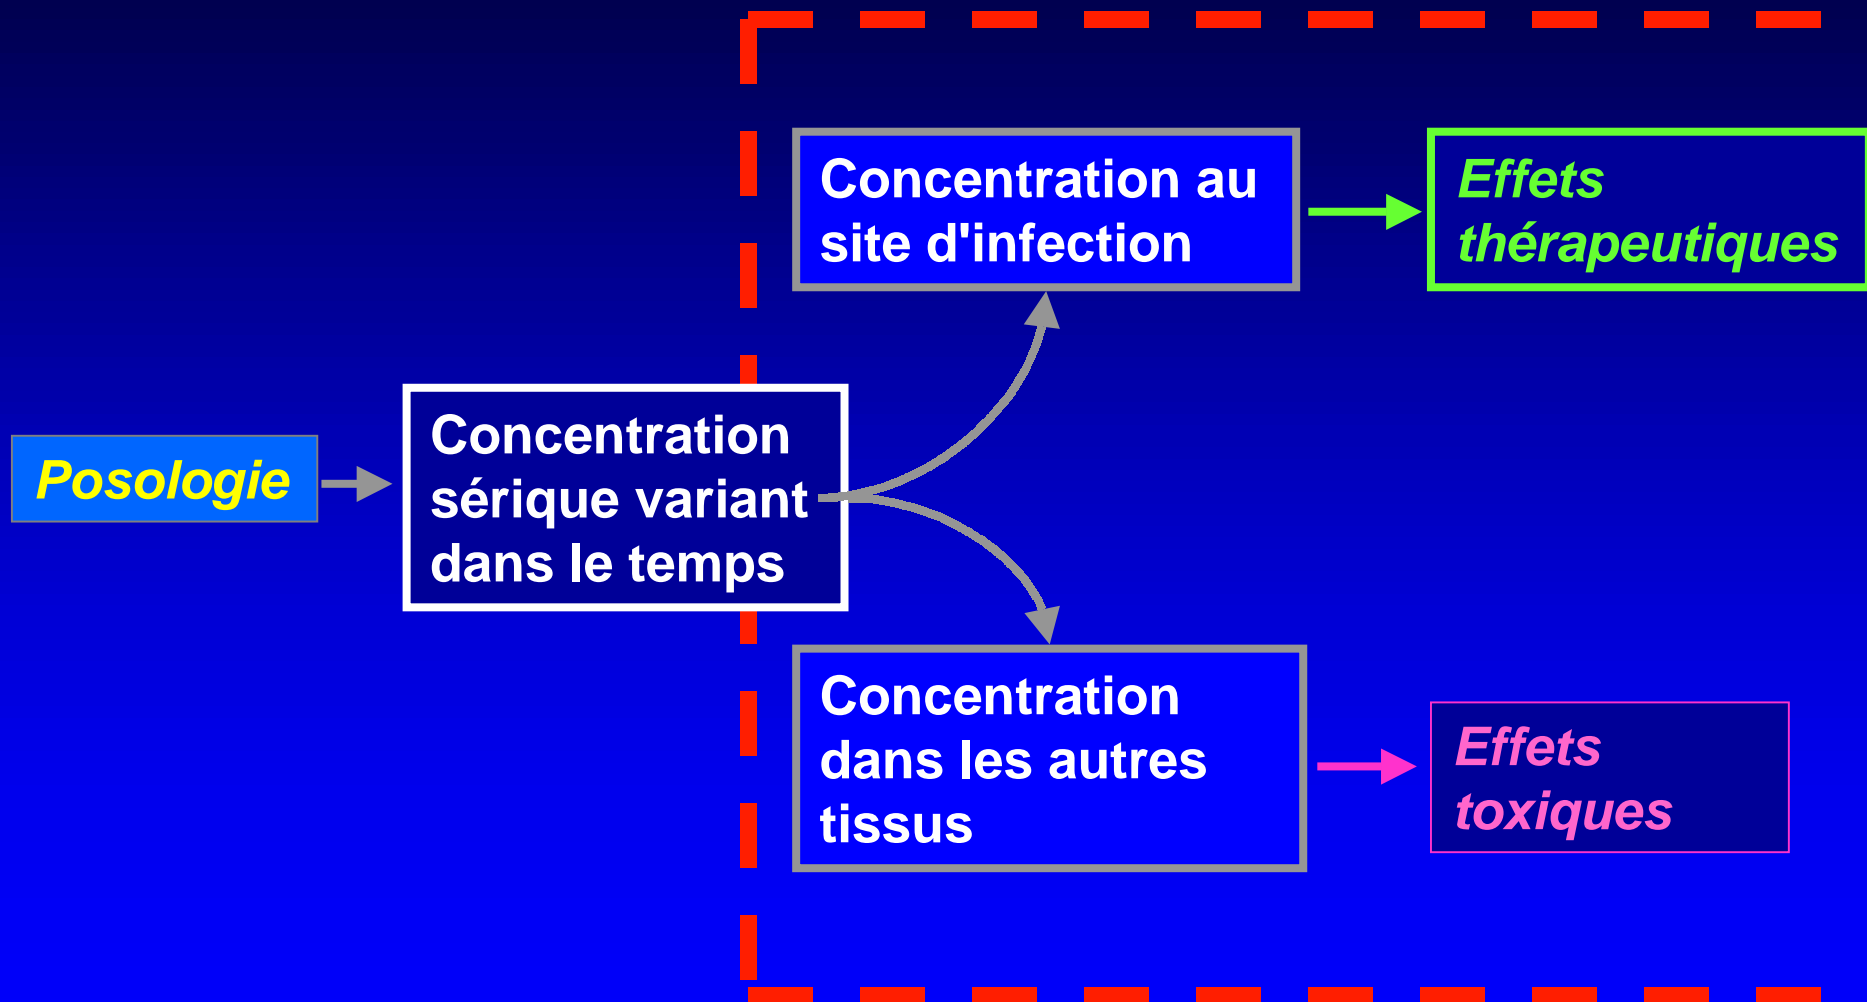 Posologie
Concentration
sérique variant
dans le temps
Concentration au
site d'infection
Effets
thérapeutiques
Concentration
dans les autres
tissus
Effets
toxiques